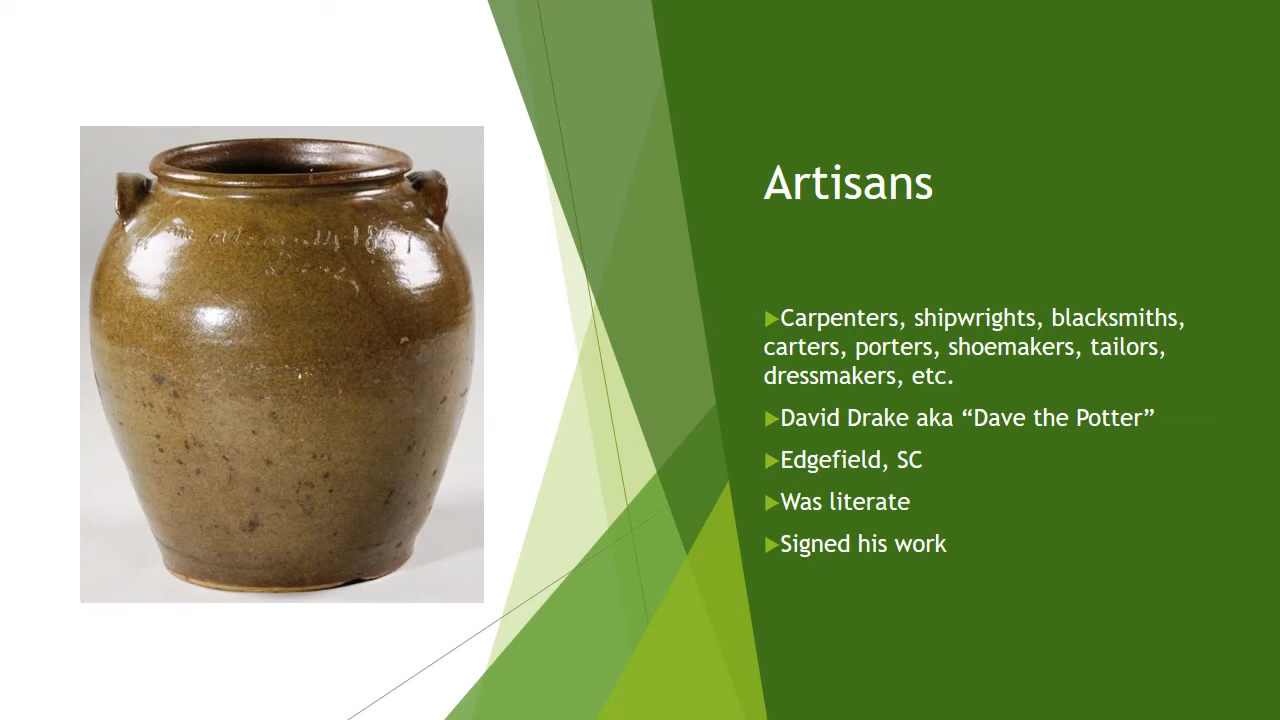 Artisans
Carpenters, shipwrights, blacksmiths,
carters, porters, shoemakers, tailors,
dressmakers, etc.
David Drake aka “Dave the Potter”
Edgefield, SC
Was literate
Signed his work